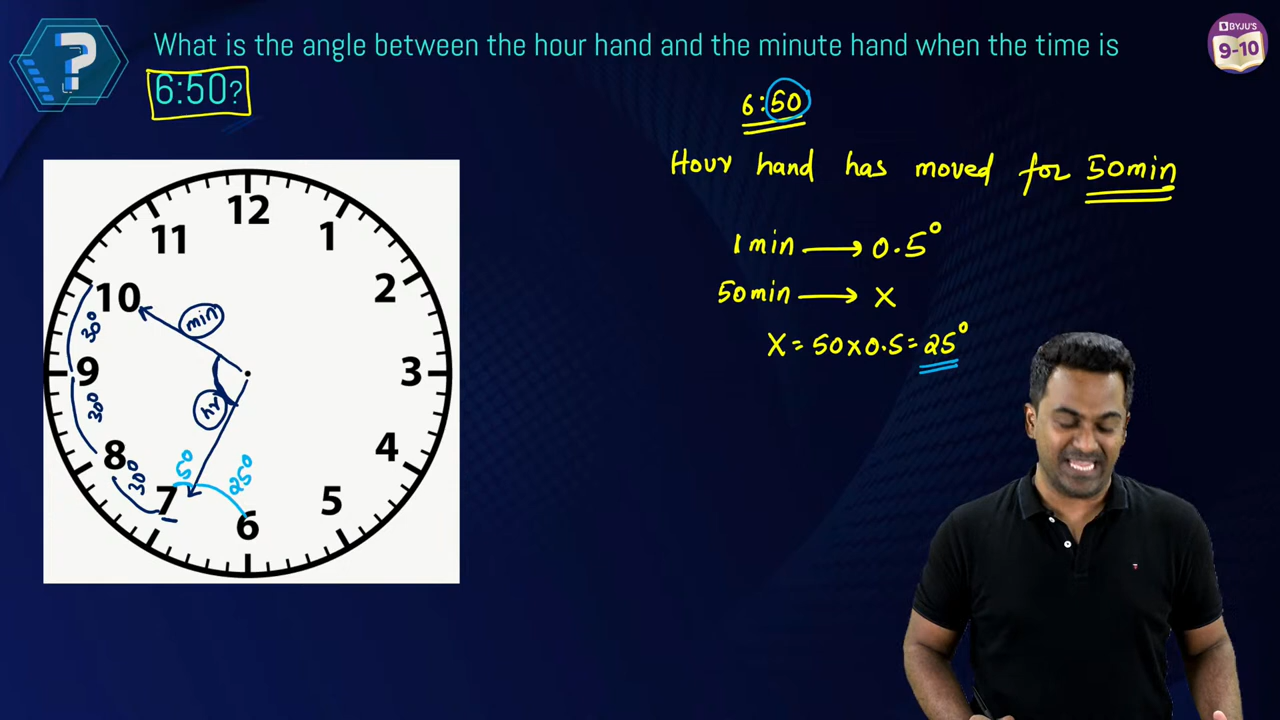 What is the angle between the hour hand and the minute hand when the time is
6:50?
BYJU'S
9-10
6:50
Hour hand has moved for 50min
1min → 0.5°
50min → x
x = 50x0.5 = 25°
12
11
1
10
2
min
30°
9
3
30°
hr
8
4
30°
5°
25°
7
5
6